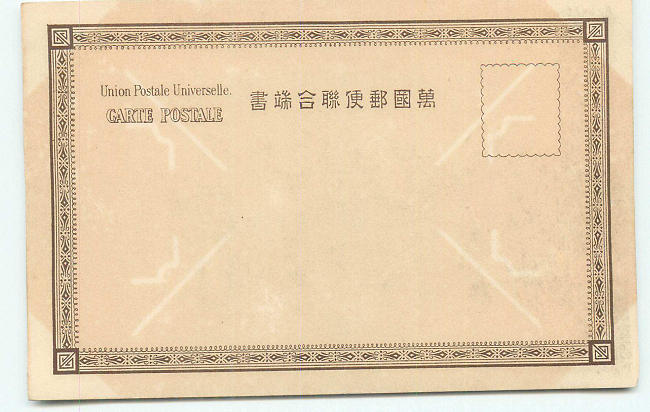 Union Postale Universelle.
CARTE POSTALE
萬國郵便聯合端書